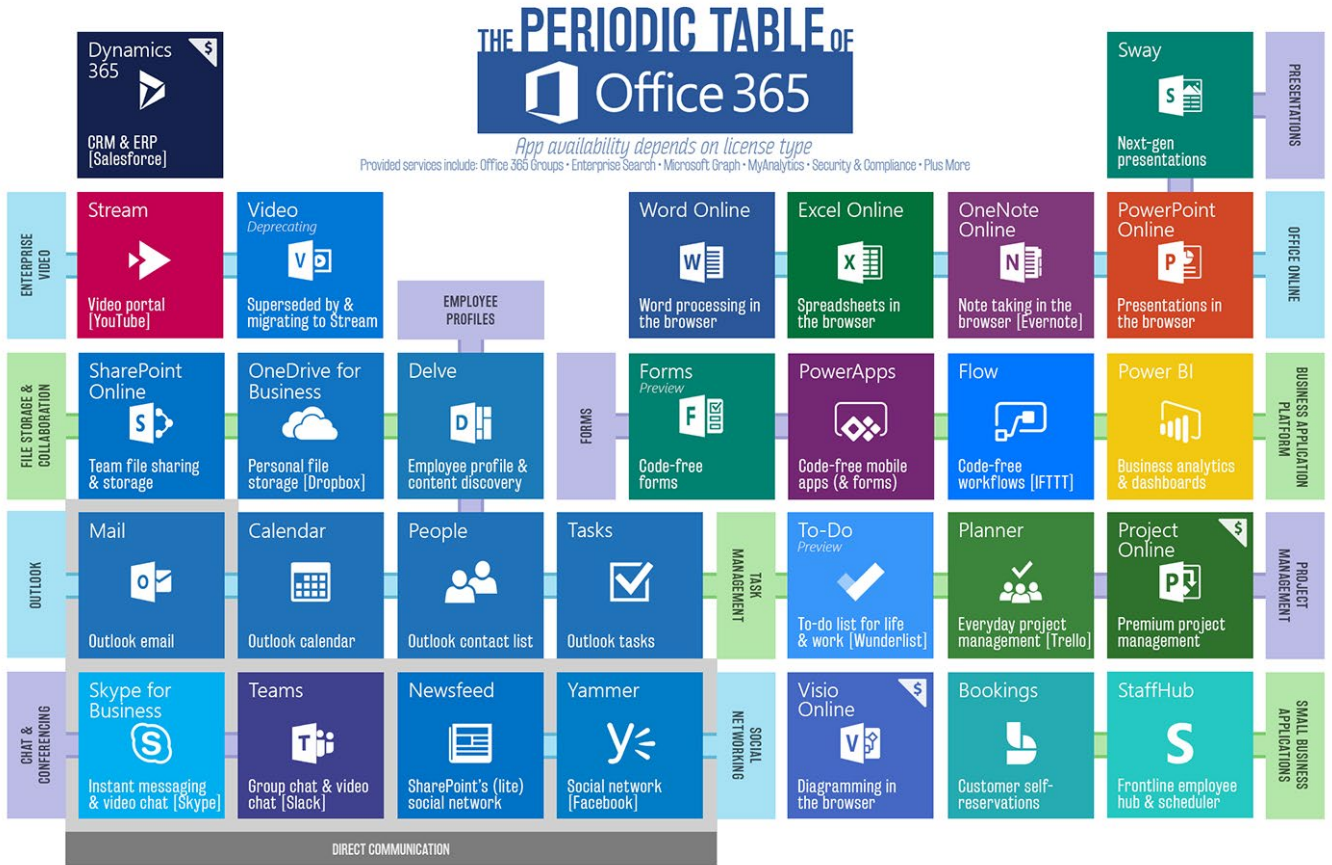 THE PERIODIC TABLE OF
Office 365
App availability depends on license type
Provided services include: Office 365 Groups • Enterprise Search • Microsoft Graph • MyAnalytics • Security & Compliance • Plus More
Dynamics
365
$
CRM & ERP
[Salesforce]
Sway
S
Next-gen
presentations
PRESENTATIONS
ENTERPRISE
VIDEO
Stream
Video portal
[YouTube]
Video
Deprecating
V
Superseded by &
migrating to Stream
EMPLOYEE
PROFILES
Word Online
W
Word processing in
the browser
Excel Online
X
Spreadsheets in
the browser
OneNote
Online
N
Note taking in the
browser [Evernote]
PowerPoint
Online
P
Presentations in
the browser
OFFICE ONLINE
FILE STORAGE &
COLLABORATION
SharePoint
Online
S
Team file sharing
& storage
OneDrive for
Business
Personal file
storage [Dropbox]
Delve
D
Employee profile &
content discovery
FORMS
Forms
Preview
F
Code-free
forms
PowerApps
Code-free mobile
apps (& forms)
Flow
Code-free
workflows [IFTTT]
Power BI
Business analytics
& dashboards
BUSINESS APPLICATION
PLATFORM
OUTLOOK
Mail
O
Outlook email
Calendar
Outlook calendar
People
Outlook contact list
Tasks
Outlook tasks
TASK
MANAGEMENT
To-Do
Preview
To-do list for life
& work [Wunderlist]
Planner
Everyday project
management [Trello]
Project
Online
$
P
Premium project
management
PROJECT
MANAGEMENT
CHAT &
CONFERENCING
Skype for
Business
S
Instant messaging
& video chat [Skype]
Teams
T
Group chat & video
chat [Slack]
Newsfeed
SharePoint's (lite)
social network
Yammer
Social network
[Facebook]
SOCIAL
NETWORKING
Visio
Online
$
V
Diagramming in
the browser
Bookings
Customer self-
reservations
StaffHub
S
Frontline employee
hub & scheduler
SMALL BUSINESS
APPLICATIONS
DIRECT COMMUNICATION